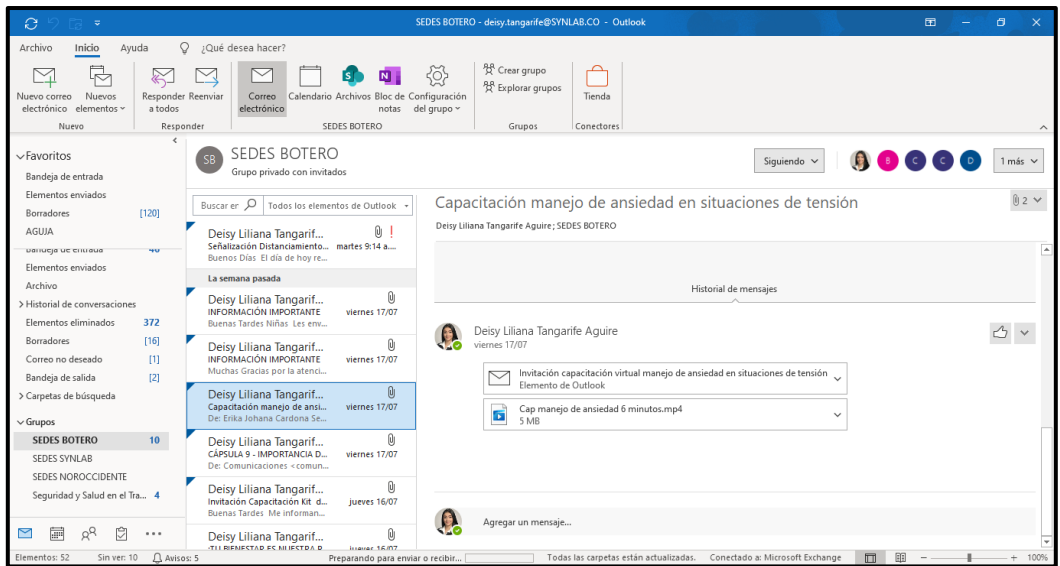 SEDES BOTERO - deisy.tangarife@SYNLAB.CO - Outlook
Archivo Inicio Ayuda ¿Qué desea hacer?
Nuevo correo electrónico
Nuevos elementos
Responder a todos
Reenviar
Correo electrónico
Calendario
Archivos
Bloc de notas
Configuración del grupo
Crear grupo
Explorar grupos
Tienda
Nuevo Responder SEDES BOTERO Grupos Conectores
Favoritos
Bandeja de entrada
Elementos enviados
Borradores [120]
AGUJA
Bandeja de entrada 40
Elementos enviados
Archivo
Historial de conversaciones
Elementos eliminados 372
Borradores [16]
Correo no deseado [1]
Bandeja de salida [2]
Carpetas de búsqueda
Grupos
SEDES BOTERO 10
SEDES SYNLAB
SEDES NOROCCIDENTE
Seguridad y Salud en el Tra... 4
SB
SEDES BOTERO
Grupo privado con invitados
Siguiendo
B C C D
1 más
Buscar er Todos los elementos de Outlook
Deisy Liliana Tangarif...
Señalización Distanciamiento... martes 9:14 a....
Buenos Días El día de hoy re...
La semana pasada
Deisy Liliana Tangarif...
INFORMACIÓN IMPORTANTE viernes 17/07
Buenas Tardes Niñas Les env...
Deisy Liliana Tangarif...
INFORMACIÓN IMPORTANTE viernes 17/07
Muchas Gracias por la atenci...
Deisy Liliana Tangarif...
Capacitación manejo de ansi... viernes 17/07
De: Erika Johana Cardona Se...
Deisy Liliana Tangarif...
CÁPSULA 9 - IMPORTANCIA D... viernes 17/07
De: Comunicaciones <comun...
Deisy Liliana Tangarif...
Invitación Capacitación Kit d... jueves 16/07
Buenas Tardes Me informan...
Deisy Liliana Tangarif...
¡TU BIENESTAR ES NUESTRA P... jueves 16/07
Capacitación manejo de ansiedad en situaciones de tensión
2
Deisy Liliana Tangarife Aguire; SEDES BOTERO
Historial de mensajes
Deisy Liliana Tangarife Aguire
viernes 17/07
Invitación capacitación virtual manejo de ansiedad en situaciones de tensión
Elemento de Outlook
Cap manejo de ansiedad 6 minutos.mp4
5 MB
Agregar un mensaje...
Elementos: 52 Sin ver: 10 Avisos: 5 Preparando para enviar o recibir... Todas las carpetas están actualizadas. Conectado a: Microsoft Exchange 100%